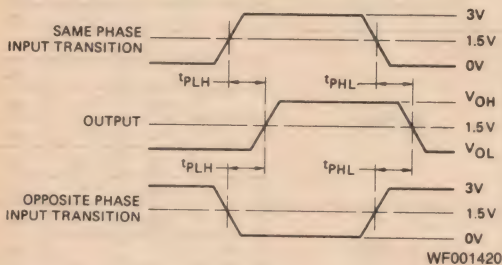 SAME PHASE
INPUT TRANSITION
3V
1.5V
0V
tPLH
tPHL
OUTPUT
VOH
1.5V
VOL
tPLH
tPHL
OPPOSITE PHASE
INPUT TRANSITION
3V
1.5V
0V
WF001420